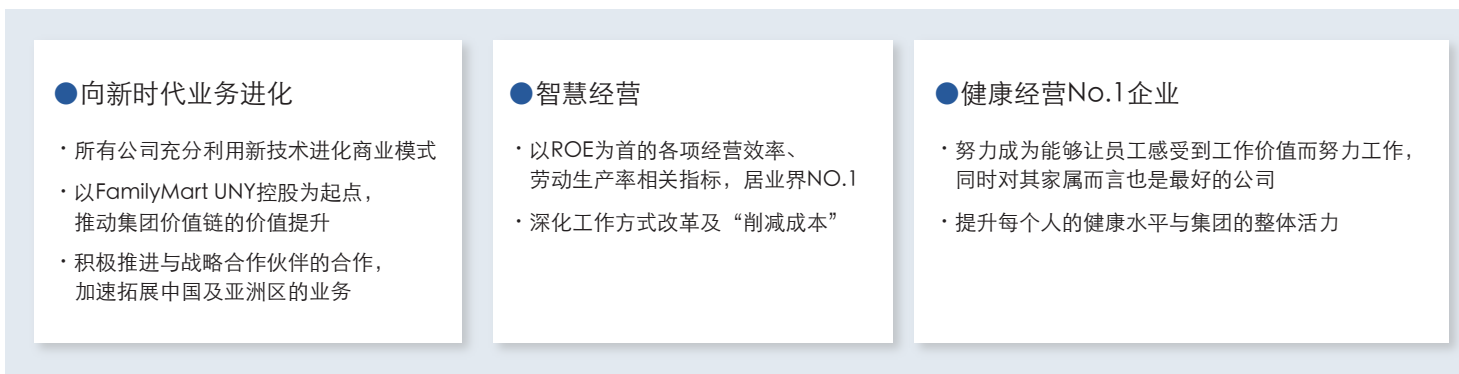 ●向新时代业务进化
・所有公司充分利用新技术进化商业模式
・以FamilyMart UNY控股为起点，
推动集团价值链的价值提升
・积极推进与战略合作伙伴的合作，
加速拓展中国及亚洲区的业务
●智慧经营
・以ROE为首的各项经营效率、
劳动生产率相关指标，居业界NO.1
・深化工作方式改革及“削减成本”
●健康经营No.1企业
・努力成为能够让员工感受到工作价值而努力工作，
同时对其家属而言也是最好的公司
・提升每个人的健康水平与集团的整体活力